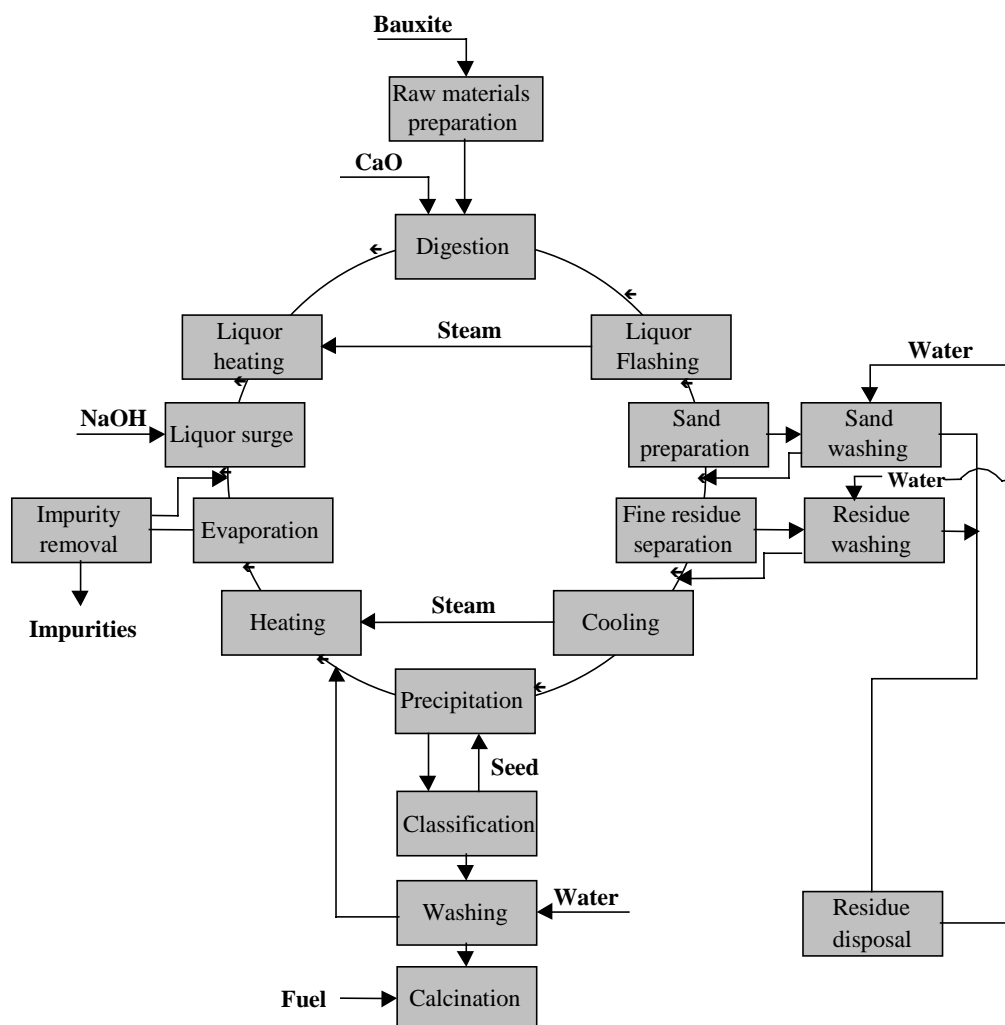 Bauxite
Raw materials
preparation
CaO
Digestion
Liquor
heating
Steam
Liquor
Flashing
Water
NaOH
Liquor surge
Sand
preparation
Sand
washing
Water
Impurity
removal
Evaporation
Fine residue
separation
Residue
washing
Impurities
Heating
Steam
Cooling
Precipitation
Seed
Classification
Washing
Water
Residue
disposal
Fuel
Calcination